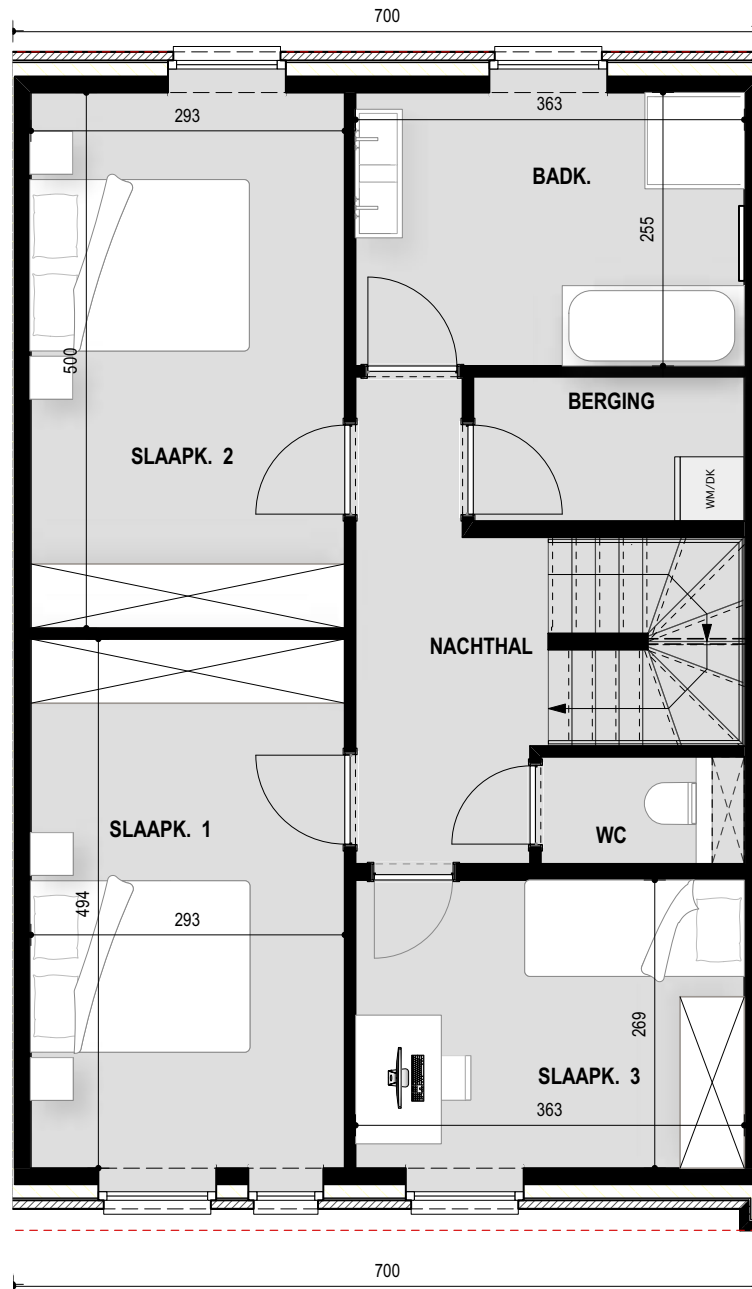 700
293
363
BADK.
255
500
BERGING
SLAAPK. 2
WM/DK
NACHTHAL
SLAAPK. 1
WC
494
293
269
SLAAPK. 3
363
700